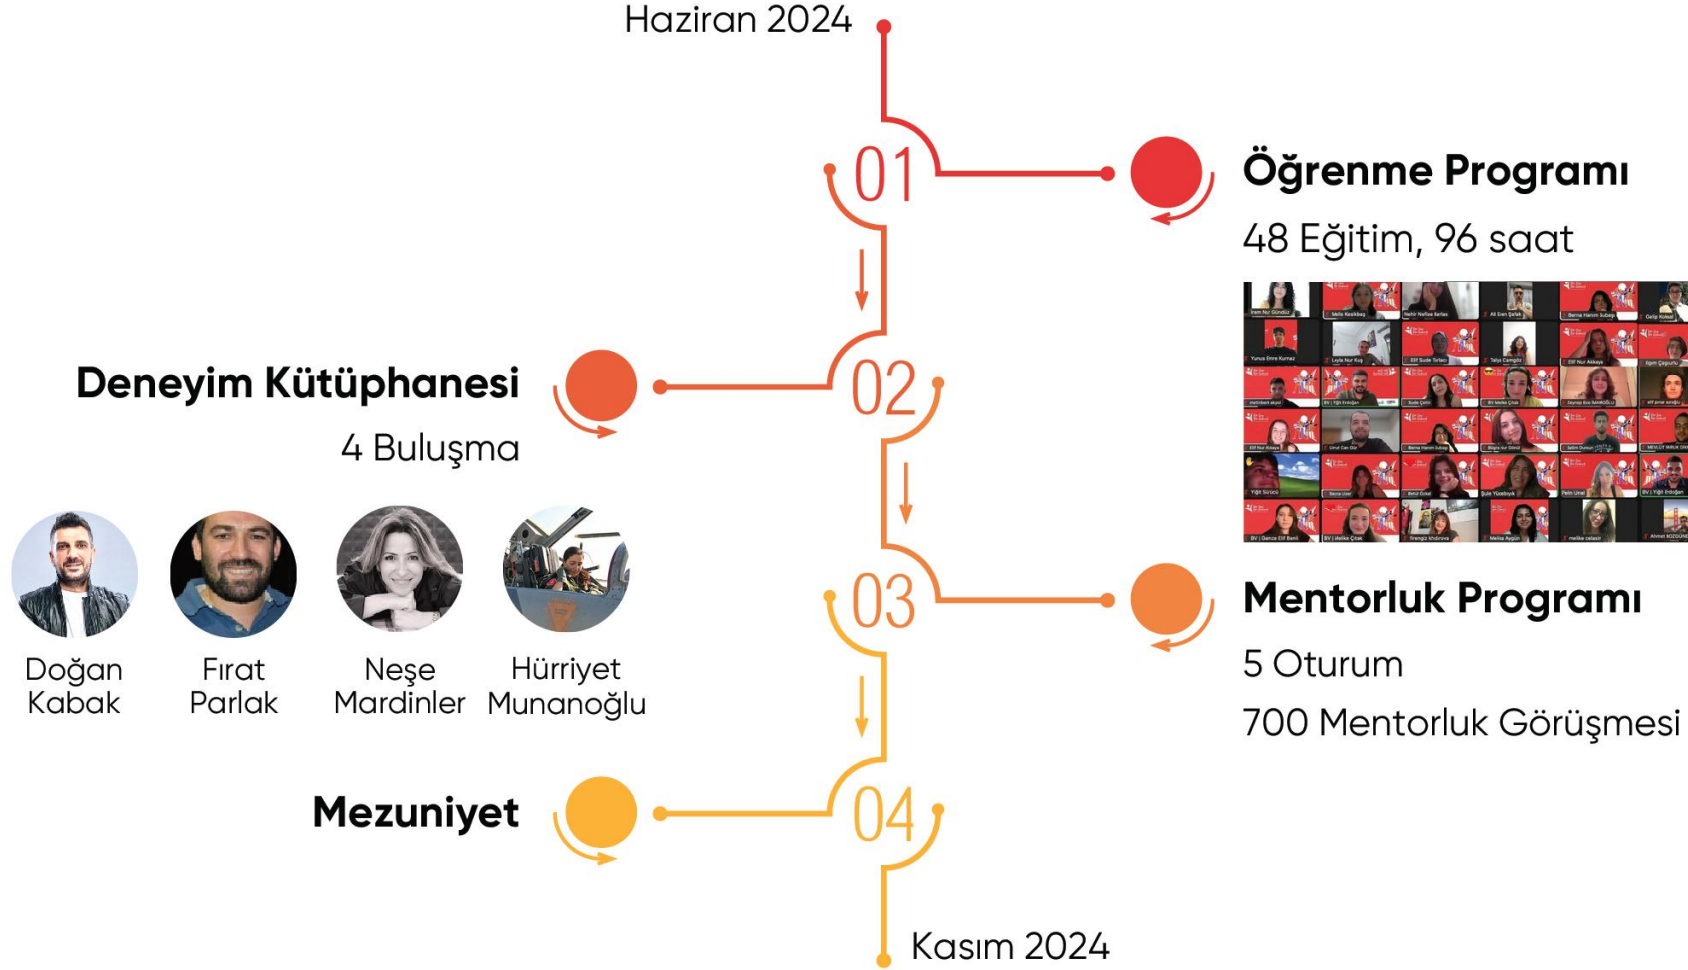 Haziran 2024
01
Öğrenme Programı
48 Eğitim, 96 saat
02
Deneyim Kütüphanesi
4 Buluşma
Doğan
Kabak
Fırat
Parlak
Neşe
Mardinler
Hürriyet
Munanoğlu
03
Mentorluk Programı
5 Oturum
700 Mentorluk Görüşmesi
04
Mezuniyet
Kasım 2024